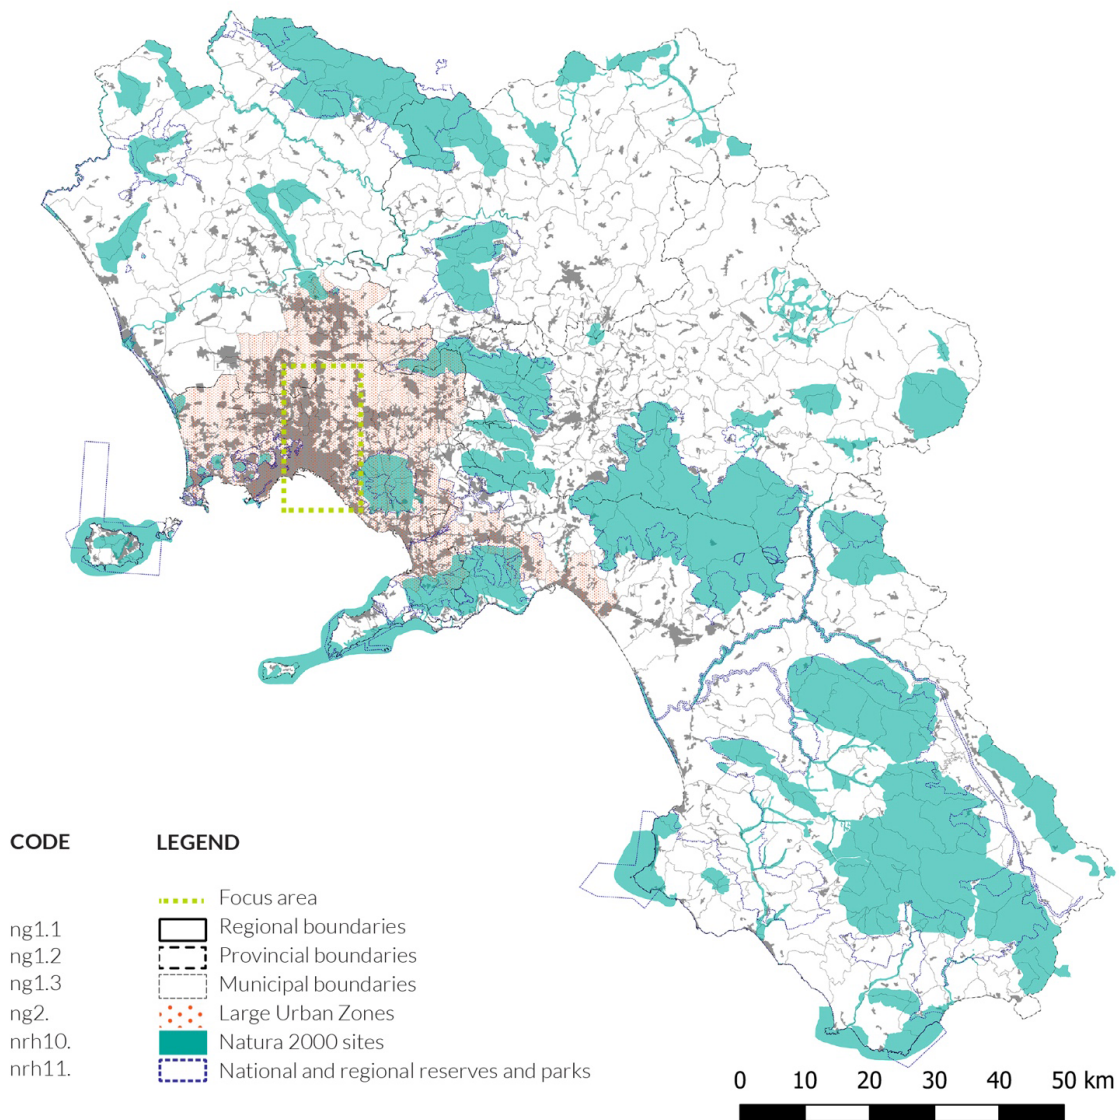 CODE LEGEND
Focus area
ng1.1 Regional boundaries
ng1.2 Provincial boundaries
ng1.3 Municipal boundaries
ng2. Large Urban Zones
nrh10. Natura 2000 sites
nrh11. National and regional reserves and parks
0 10 20 30 40 50 km